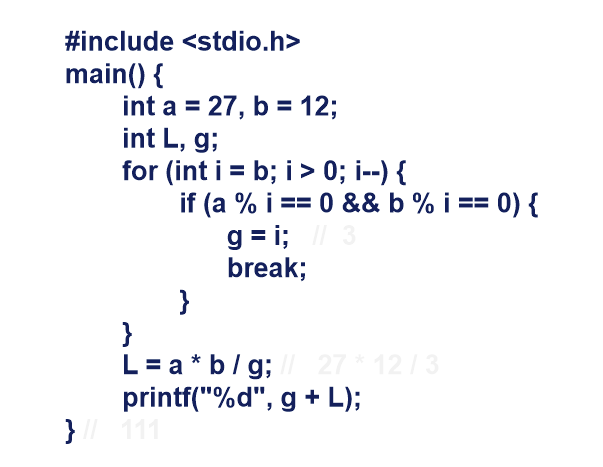 #include <stdio.h>
main() {
int a = 27, b = 12;
int L, g;
for (int i = b; i > 0; i--) {
if (a % i == 0 && b % i == 0) {
g = i; // 3
break;
}
}
L = a * b / g; // 27 * 12 / 3
printf("%d", g + L);
} // 111